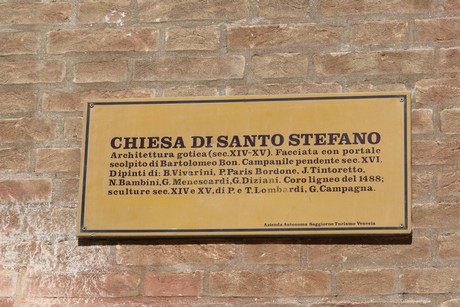 CHIESA DI SANTO STEFANO
Architettura gotica (sec. XIV-XV). Facciata con portale
scolpito di Bartolomeo Bon. Campanile pendente sec. XVI.
Dipinti di: B. Vivarini, P. Paris Bordone, J. Tintoretto,
N. Bambini, G. Menescardi, G. Diziani. Coro ligneo del 1488;
sculture sec. XIV e XV, di P. e T. Lombardi. G. Campagna.
Azienda Autonoma Soggiorno Turismo Venezia